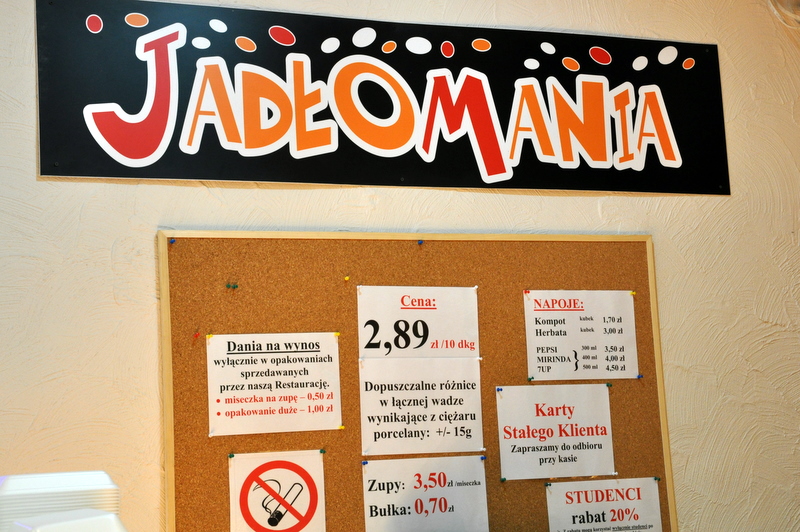 JADŁOMANIA
Dania na wynos
wyłącznie w opakowaniach
sprzedawanych
przez naszą Restaurację.
• miseczka na zupę – 0,50 zł
• opakowanie duże – 1,00 zł
Cena:
2,89 zł /10 dkg
Dopuszczalne różnice
w łącznej wadze
wynikające z ciężaru
porcelany: +/- 15g
Zupy: 3,50zł /miseczka
Bułka: 0,70zł
NAPOJE:
Kompot kubek 1,70 zł
Herbata kubek 3,00 zł
PEPSI 300 ml 3,50 zł
MIRINDA 400 ml 4,00 zł
7UP 500 ml 4,50 zł
Karty
Stałego Klienta
Zapraszamy do odbioru
przy kasie
STUDENCI
rabat 20%